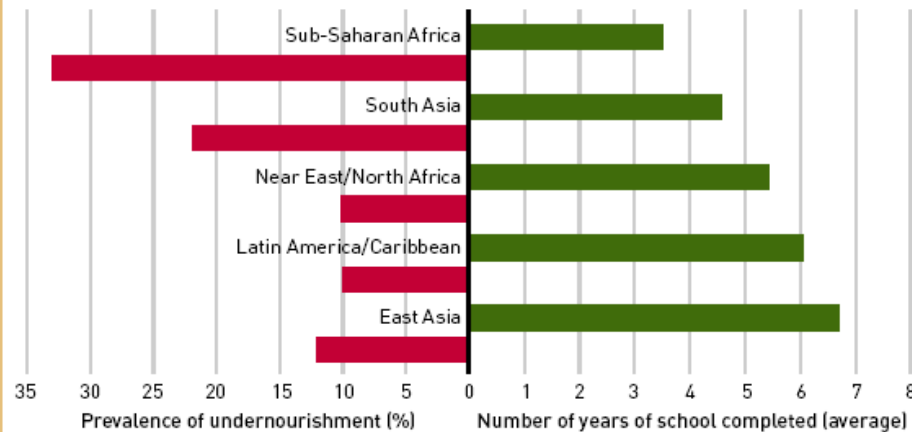 Sub-Saharan Africa
South Asia
Near East/North Africa
Latin America/Caribbean
East Asia
35 30 25 20 15 10 5 0 1 2 3 4 5 6 7 8
Prevalence of undernourishment (%) Number of years of school completed (average)